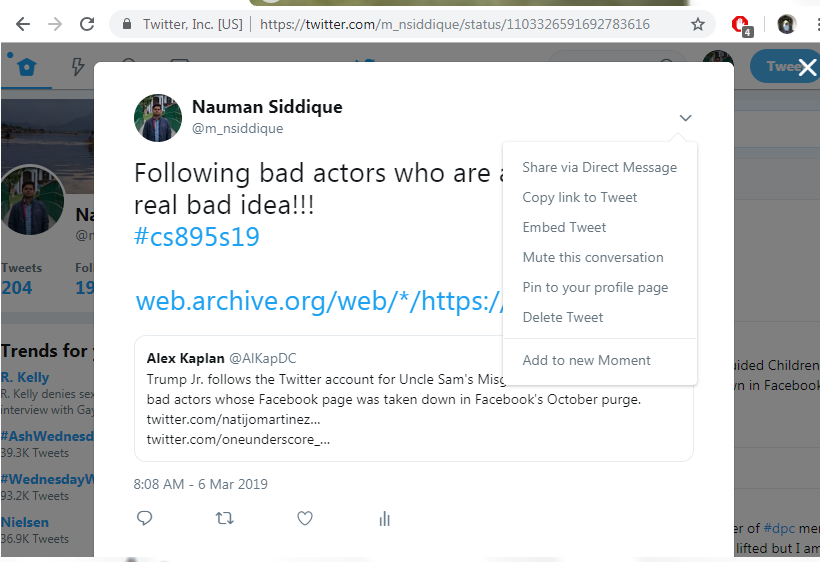 Twitter, Inc. [US] | https://twitter.com/m_nsiddique/status/1103326591692783616
4
Tweet
Nauman Siddique
@m_nsiddique
Following bad actors who are a
real bad idea!!!
#cs895s19
web.archive.org/web/*/https:/
Share via Direct Message
Copy link to Tweet
Embed Tweet
Mute this conversation
Pin to your profile page
Delete Tweet
Add to new Moment
Alex Kaplan @AlKapDC
Trump Jr. follows the Twitter account for Uncle Sam's Misg
bad actors whose Facebook page was taken down in Facebook's October purge.
twitter.com/natijomartinez...
twitter.com/oneunderscore_...
8:08 AM - 6 Mar 2019
Na
@m
Tweets Fol
204 19
Trends for y
R. Kelly
R. Kelly denies sex
interview with Gay
#AshWednesd
39.3K Tweets
#WednesdayW
93.2K Tweets
Nielsen
36.9K Tweets
uided Children
wn in Facebook
er of #dpc me
lifted but I am